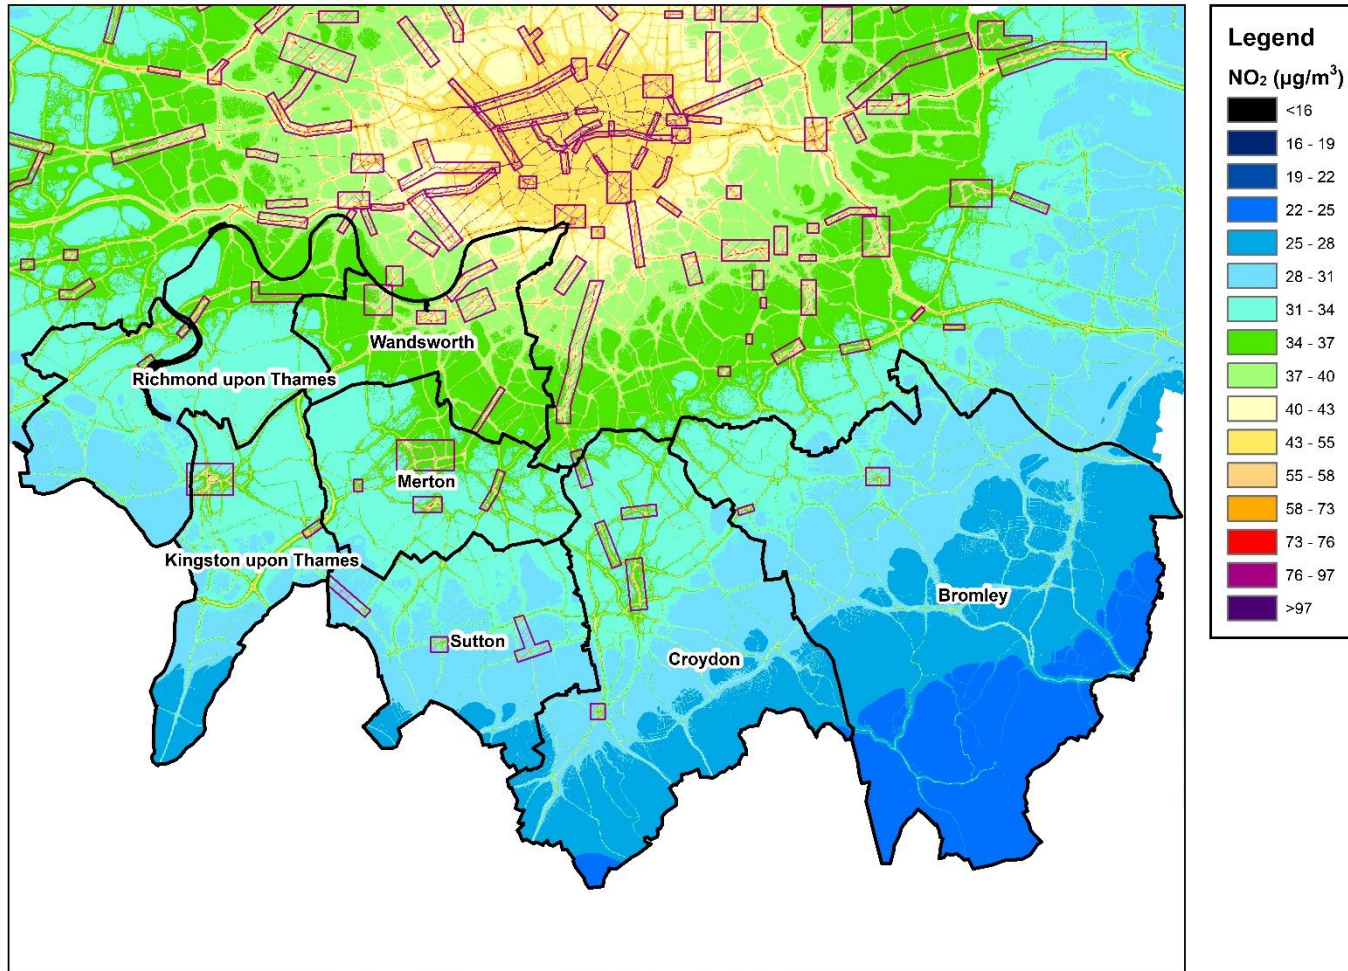 Legend
NO₂ (µg/m³)
<16
16 - 19
19 - 22
22 - 25
25 - 28
28 - 31
31 - 34
34 - 37
37 - 40
40 - 43
43 - 55
55 - 58
58 - 73
73 - 76
76 - 97
>97
Wandsworth
Richmond upon Thames
Merton
Kingston upon Thames
Bromley
Sutton
Croydon